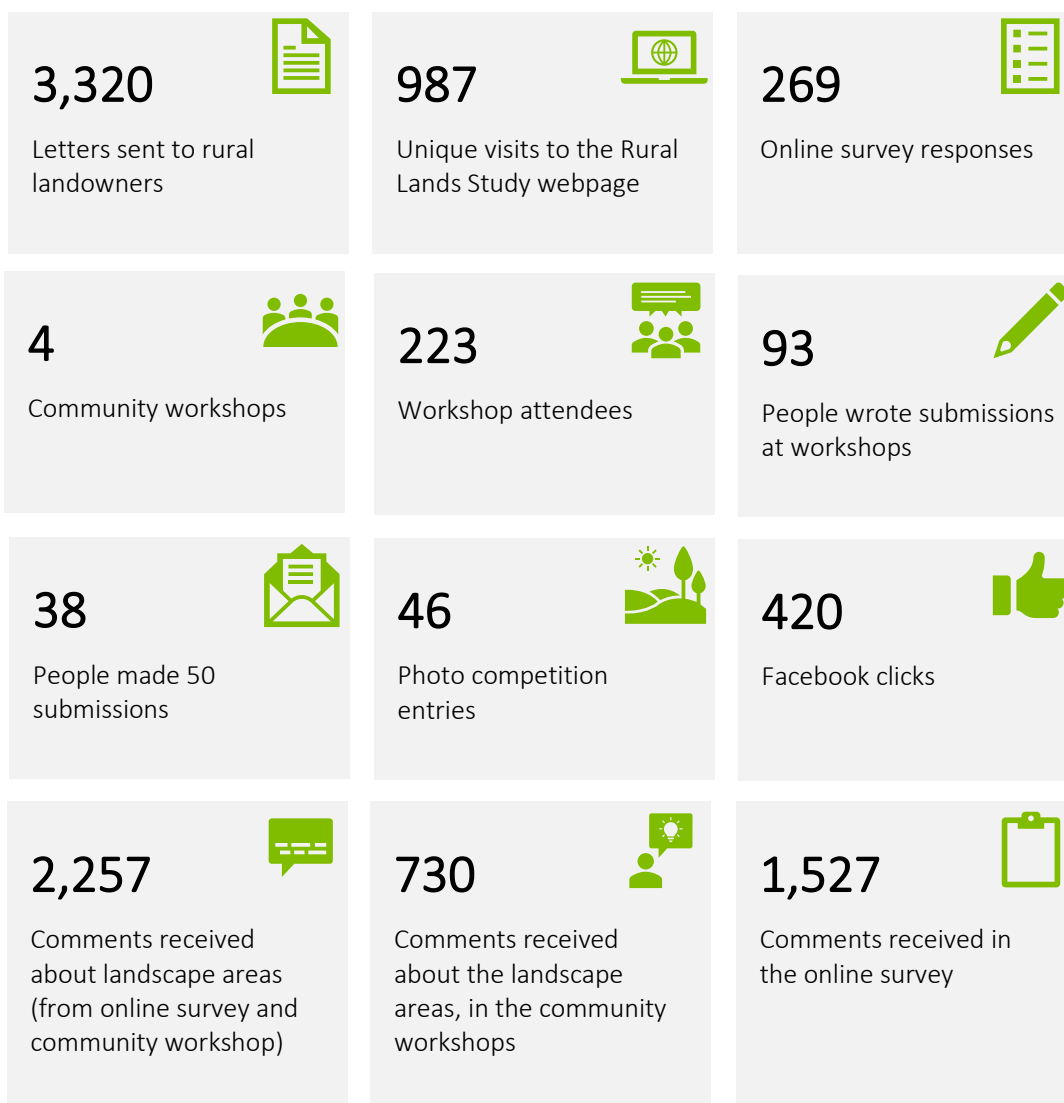 3,320
Letters sent to rural
landowners
987
Unique visits to the Rural
Lands Study webpage
269
Online survey responses
4
Community workshops
223
Workshop attendees
93
People wrote submissions
at workshops
38
People made 50
submissions
46
Photo competition
entries
420
Facebook clicks
2,257
Comments received
about landscape areas
(from online survey and
community workshop)
730
Comments received
about the landscape
areas, in the community
workshops
1,527
Comments received in
the online survey